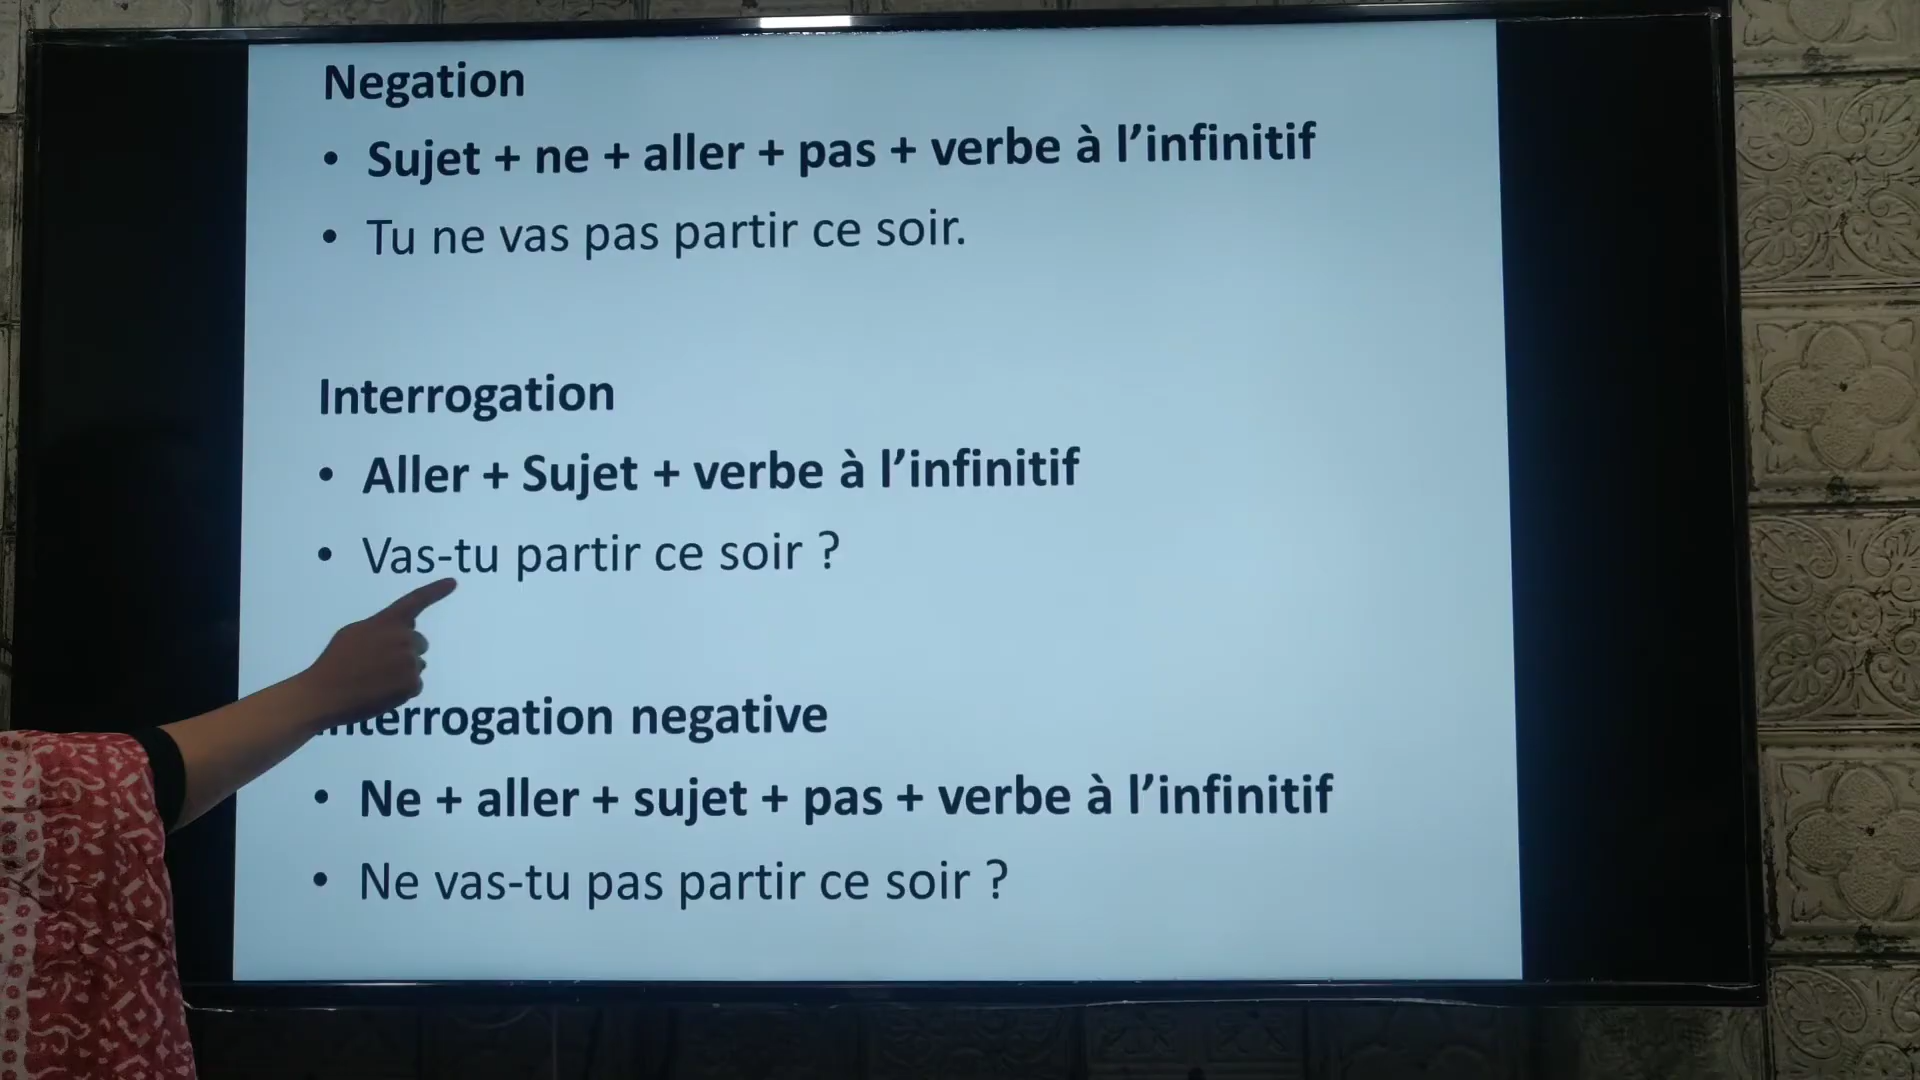 Negation
• Sujet + ne + aller + pas + verbe à l’infinitif
• Tu ne vas pas partir ce soir.
Interrogation
• Aller + Sujet + verbe à l’infinitif
• Vas-tu partir ce soir ?
Interrogation negative
• Ne + aller + sujet + pas + verbe à l’infinitif
• Ne vas-tu pas partir ce soir ?